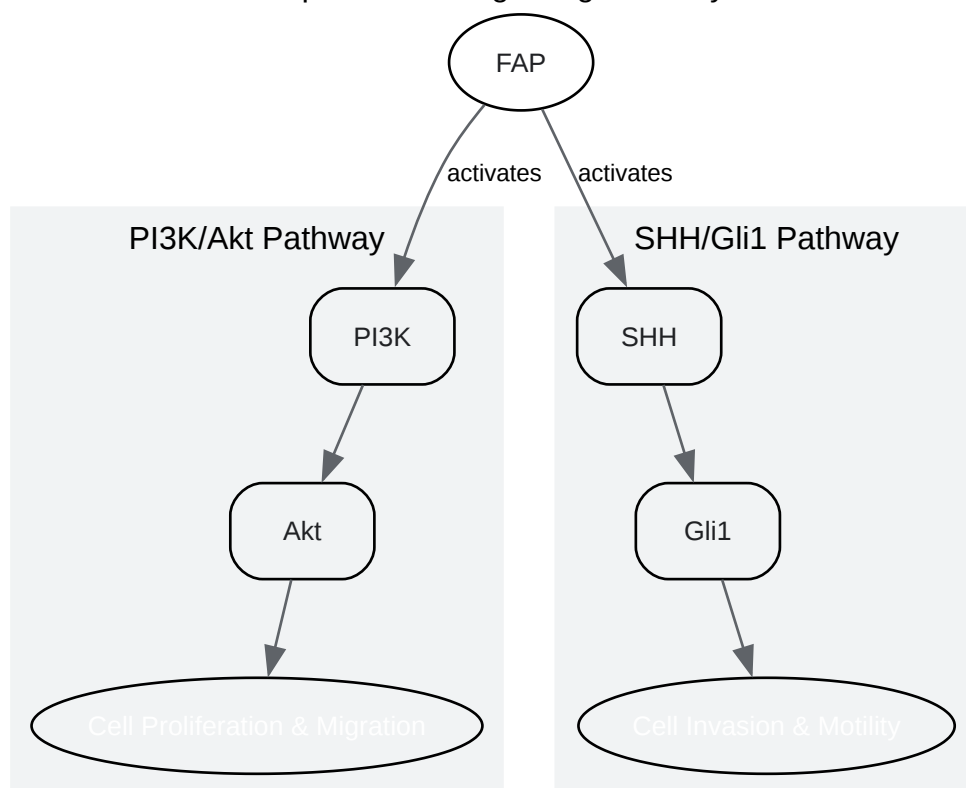 FAP
activates activates
PI3K/Akt Pathway SHH/Gli1 Pathway
PI3K SHH
Akt Gli1
Cell Proliferation & Migration Cell Invasion & Motility